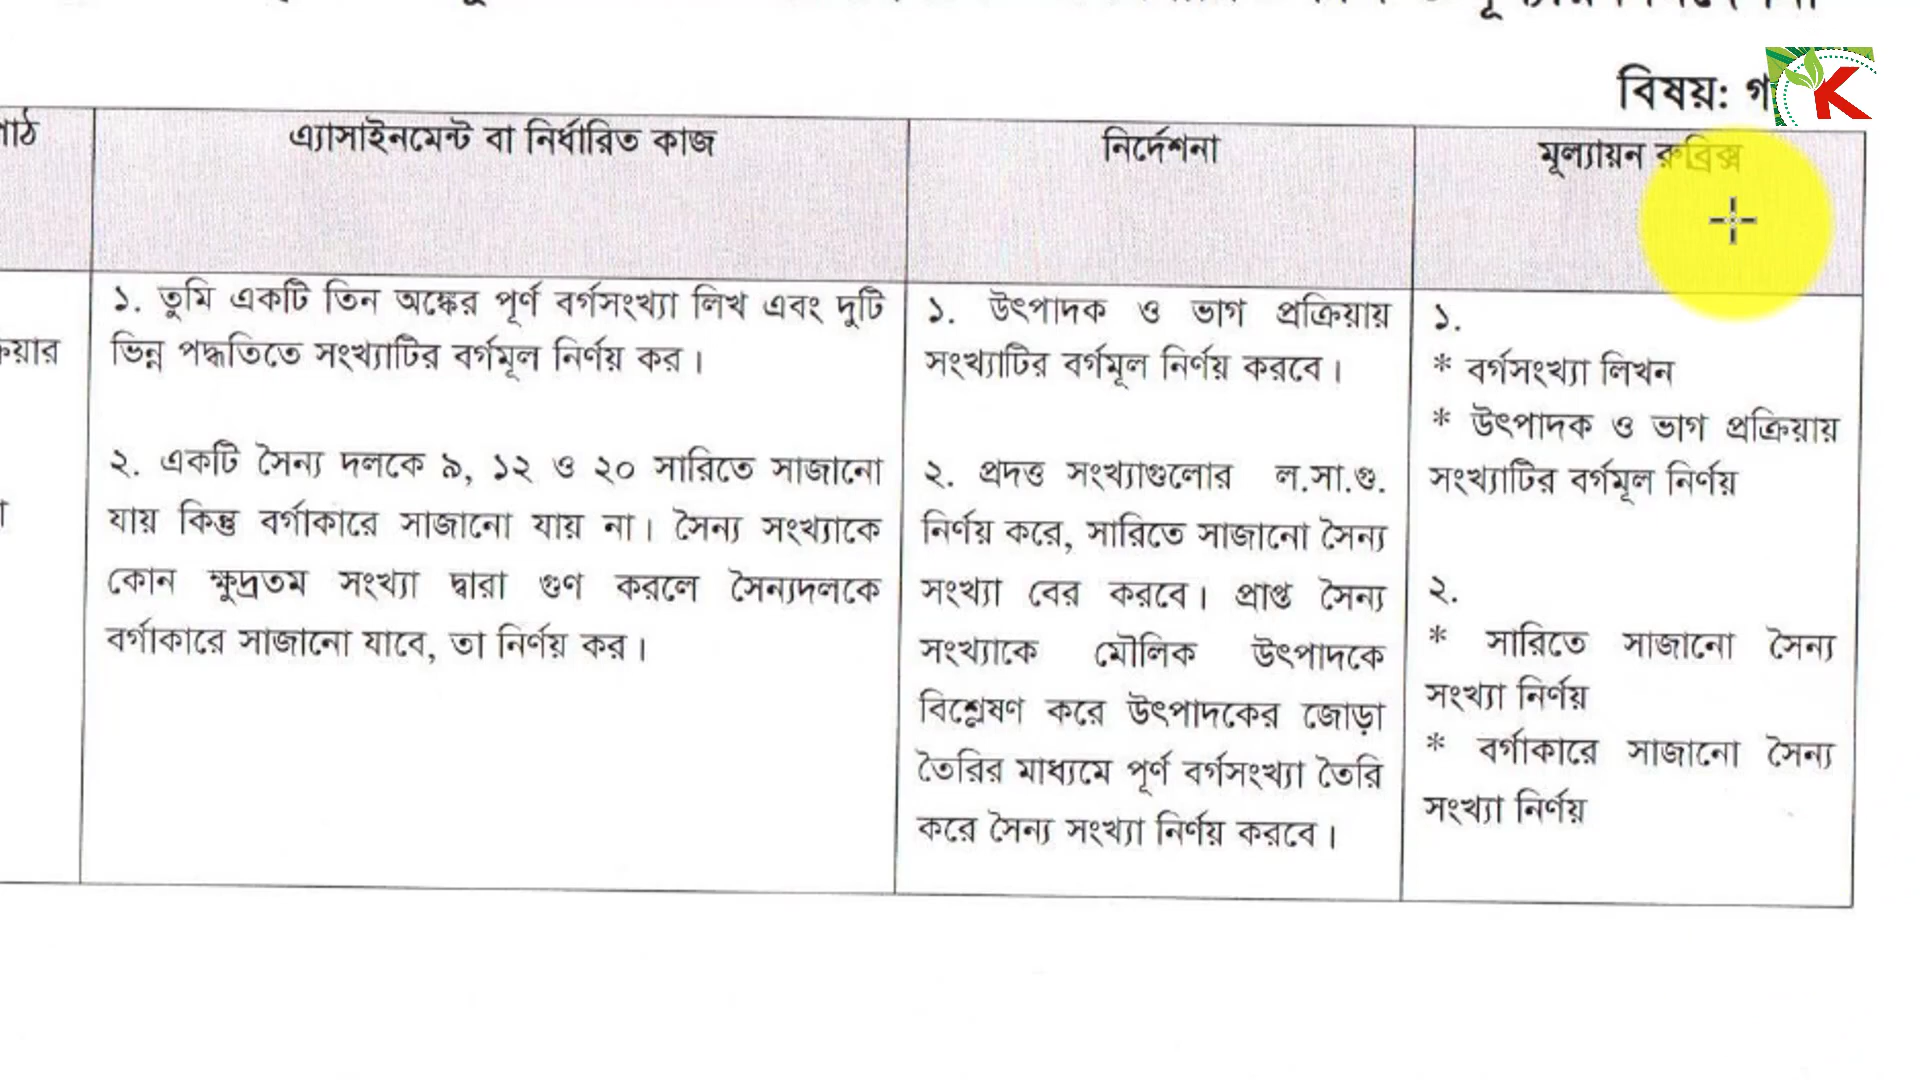 বিষয়: গ
K
পাঠ
এ্যাসাইনমেন্ট বা নির্ধারিত কাজ
নির্দেশনা
মূল্যায়ন রুব্রিক্স
১. তুমি একটি তিন অঙ্কের পূর্ণ বর্গসংখ্যা লিখ এবং দুটি
ভিন্ন পদ্ধতিতে সংখ্যাটির বর্গমূল নির্ণয় কর।
২. একটি সৈন্য দলকে ৯, ১২ ও ২০ সারিতে সাজানো
যায় কিন্তু বর্গাকারে সাজানো যায় না। সৈন্য সংখ্যাকে
কোন ক্ষুদ্রতম সংখ্যা দ্বারা গুণ করলে সৈন্যদলকে
বর্গাকারে সাজানো যাবে, তা নির্ণয় কর।
১. উৎপাদক ও ভাগ প্রক্রিয়ায়
সংখ্যাটির বর্গমূল নির্ণয় করবে।
২. প্রদত্ত সংখ্যাগুলোর ল.সা.গু.
নির্ণয় করে, সারিতে সাজানো সৈন্য
সংখ্যা বের করবে। প্রাপ্ত সৈন্য
সংখ্যাকে মৌলিক উৎপাদকে
বিশ্লেষণ করে উৎপাদকের জোড়া
তৈরির মাধ্যমে পূর্ণ বর্গসংখ্যা তৈরি
করে সৈন্য সংখ্যা নির্ণয় করবে।
১.
* বর্গসংখ্যা লিখন
* উৎপাদক ও ভাগ প্রক্রিয়ায়
সংখ্যাটির বর্গমূল নির্ণয়
২.
* সারিতে সাজানো সৈন্য
সংখ্যা নির্ণয়
* বর্গাকারে সাজানো সৈন্য
সংখ্যা নির্ণয়